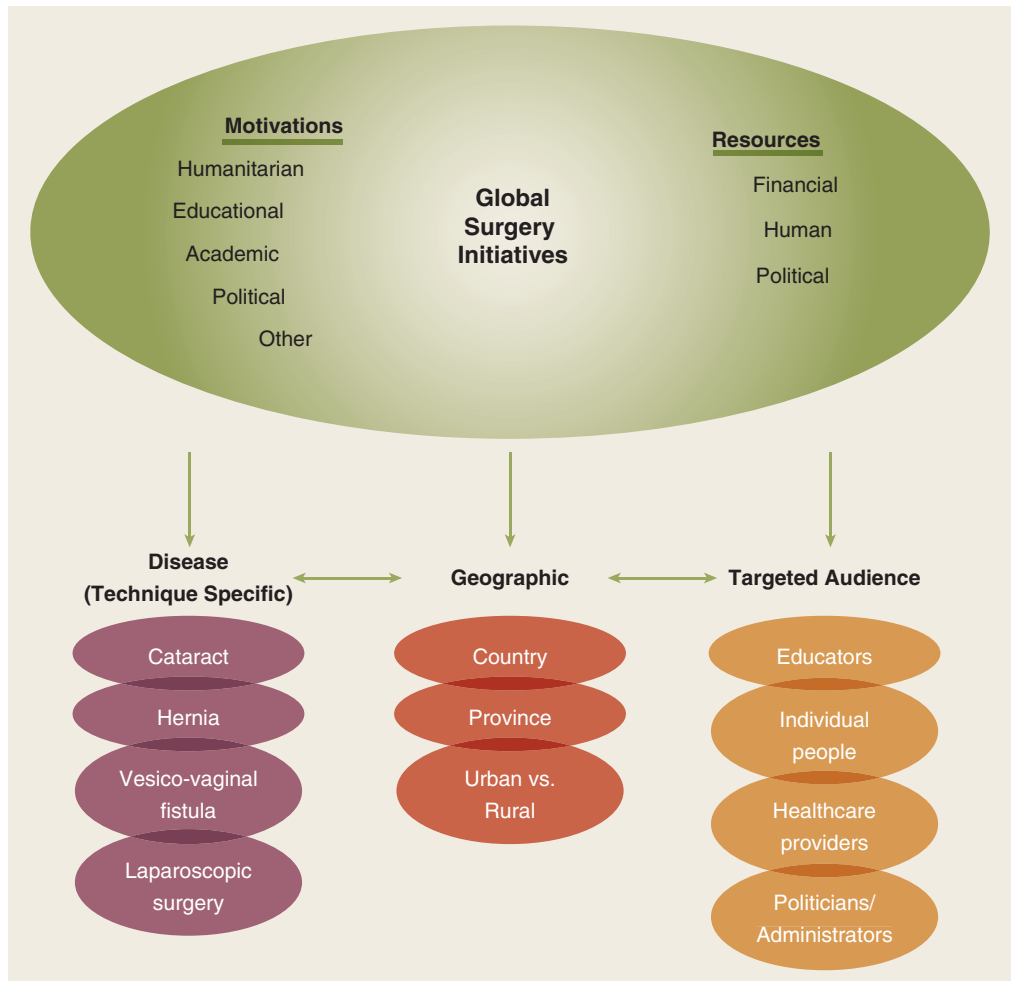 Motivations
Humanitarian
Educational
Academic
Political
Other
Global
Surgery
Initiatives
Resources
Financial
Human
Political
Disease
(Technique Specific)
Cataract
Hernia
Vesico-vaginal
fistula
Laparoscopic
surgery
Geographic
Country
Province
Urban vs.
Rural
Targeted Audience
Educators
Individual
people
Healthcare
providers
Politicians/
Administrators